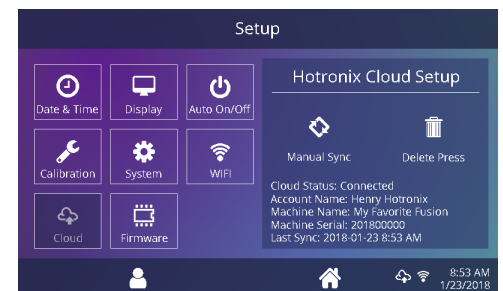 Setup
Date & Time
Display
Auto On/Off
Calibration
System
WIFI
Cloud
Firmware
Hotronix Cloud Setup
Manual Sync
Delete Press
Cloud Status: Connected
Account Name: Henry Hotronix
Machine Name: My Favorite Fusion
Machine Serial: 201800000
Last Sync: 2018-01-23 8:53 AM
8:53 AM
1/23/2018